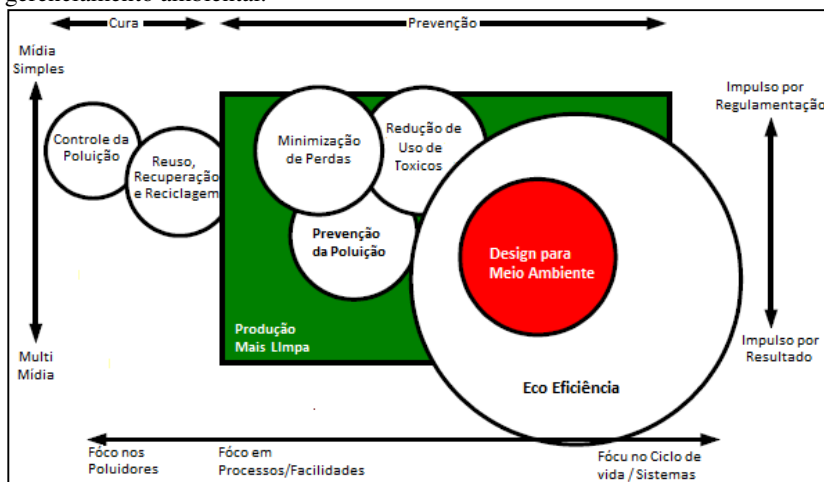 gerenciamento ambiental.
Cura
Prevenção
Mídia
Simples
Impulso por
Regulamentação
Controle da
Poluição
Reuso,
Recuperação
e Reciclagem
Minimização
de Perdas
Redução de
Uso de
Toxicos
Prevenção
da Poluição
Design para
Meio Ambiente
Produção
Mais LImpa
Multi
Mídia
Impulso por
Resultado
Eco Eficiência
Fóco nos
Poluidores
Fóco em
Processos/Facilidades
Fócu no Ciclo de
vida / Sistemas